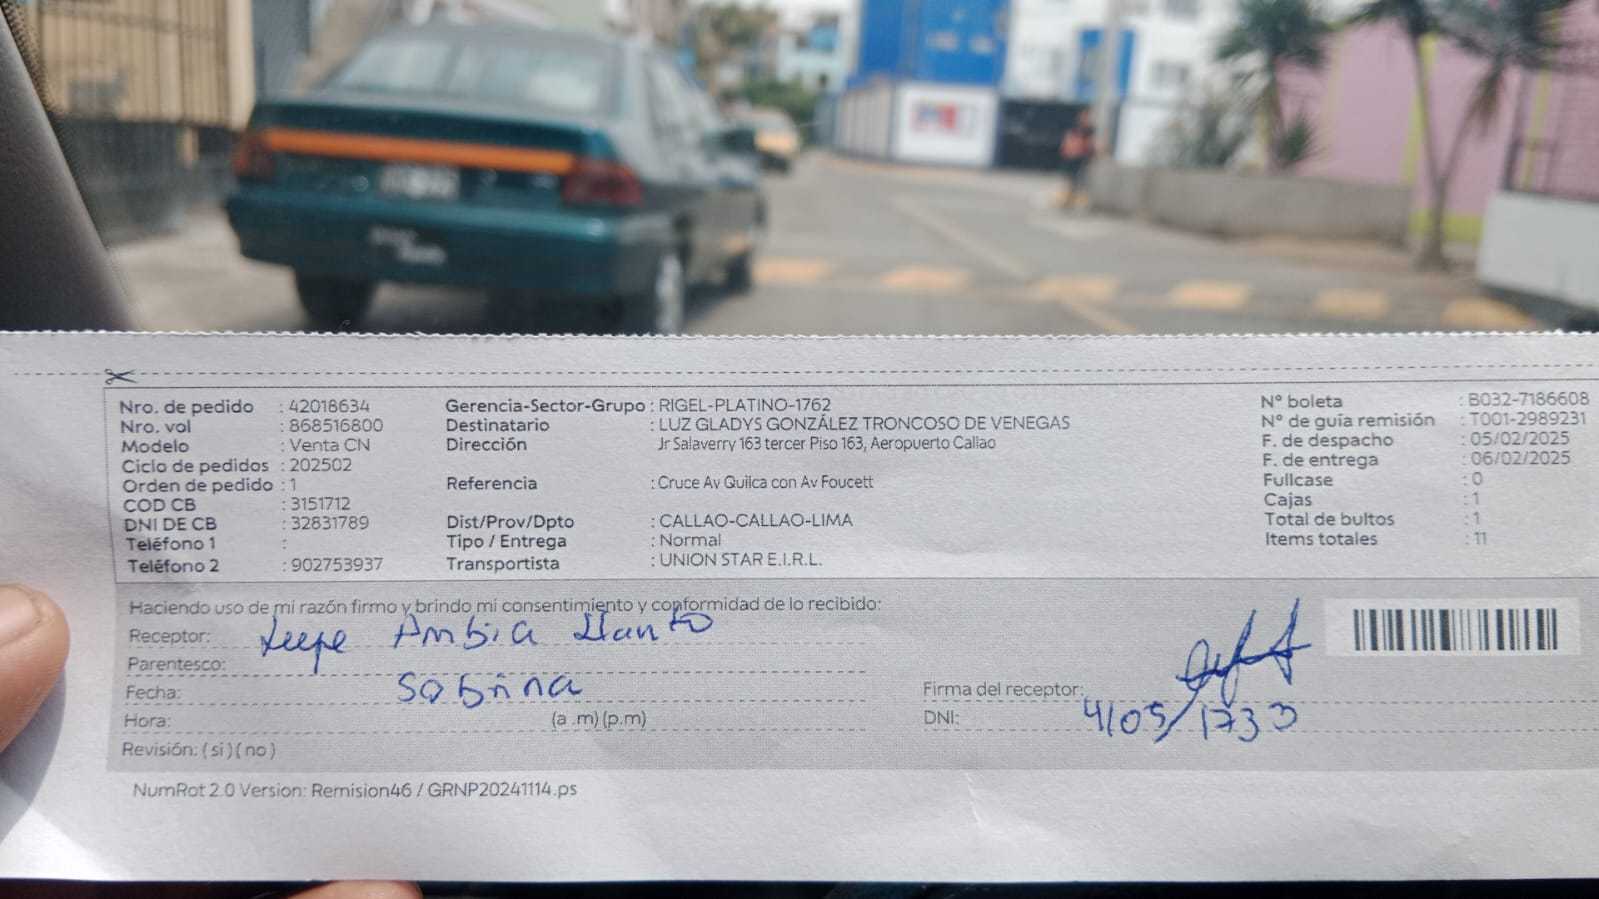 Nro. de pedido : 42018634
Nro. vol : 868516800
Modelo : Venta CN
Ciclo de pedidos : 202502
Orden de pedido : 1
COD CB : 3151712
DNI DE CB : 32831789
Teléfono 1 :
Teléfono 2 : 902753937
Gerencia-Sector-Grupo : RIGEL-PLATINO-1762
Destinatario : LUZ GLADYS GONZÁLEZ TRONCOSO DE VENEGAS
Dirección Jr Salaverry 163 tercer Piso 163, Aeropuerto Callao
Referencia : Cruce Av Quilca con Av Foucett
Dist/Prov/Dpto : CALLAO-CALLAO-LIMA
Tipo / Entrega : Normal
Transportista : UNION STAR E.I.R.L.
N° boleta : B032-7186608
N° de guía remisión : T001-2989231
F. de despacho : 05/02/2025
F. de entrega : 06/02/2025
Fullcase : 0
Cajas : 1
Total de bultos : 1
Items totales : 11
Haciendo uso de mi razón firmo y brindo mi consentimiento y conformidad de lo recibido:
Receptor: Ambia
Parentesco:
Sobrina
Fecha:
Hora: (a .m) (p.m)
Revisión: ( si ) ( no )
Firma del receptor:
DNI:
NumRot 2.0 Version: Remision46 / GRNP20241114.ps